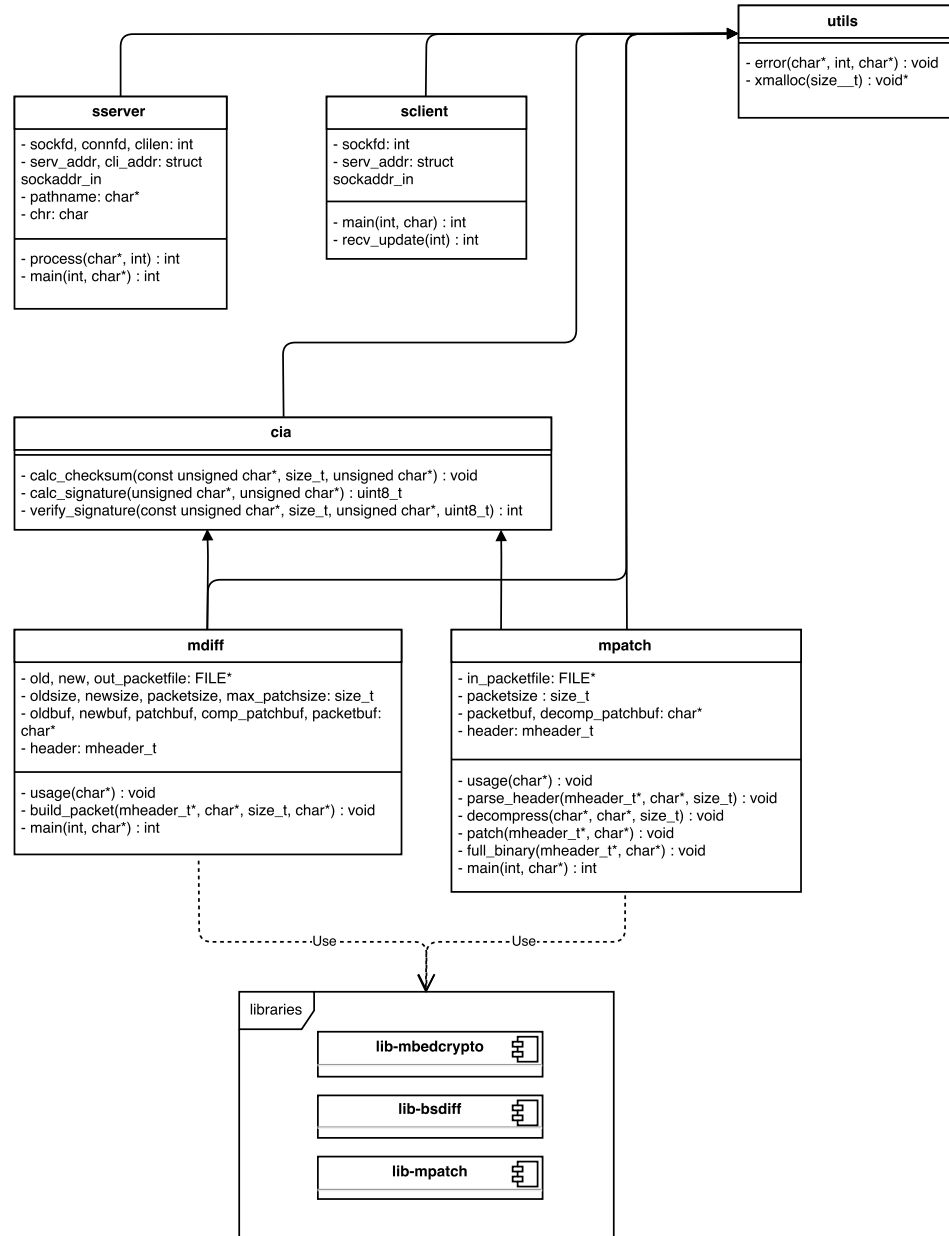 utils
- error(char*, int, char*) : void
- xmalloc(size__t) : void*
sserver
- sockfd, connfd, clilen: int
- serv_addr, cli_addr: struct
sockaddr_in
- pathname: char*
- chr: char
- process(char*, int) : int
- main(int, char*) : int
sclient
- sockfd: int
- serv_addr: struct
sockaddr_in
- main(int, char) : int
- recv_update(int) : int
cia
- calc_checksum(const unsigned char*, size_t, unsigned char*) : void
- calc_signature(unsigned char*, unsigned char*) : uint8_t
- verify_signature(const unsigned char*, size_t, unsigned char*, uint8_t) : int
mdiff
- old, new, out_packetfile: FILE*
- oldsize, newsize, packetsize, max_patchsize: size_t
- oldbuf, newbuf, patchbuf, comp_patchbuf, packetbuf:
char*
- header: mheader_t
- usage(char*) : void
- build_packet(mheader_t*, char*, size_t, char*) : void
- main(int, char*) : int
mpatch
- in_packetfile: FILE*
- packetsize : size_t
- packetbuf, decomp_patchbuf: char*
- header: mheader_t
- usage(char*) : void
- parse_header(mheader_t*, char*, size_t) : void
- decompress(char*, char*, size_t) : void
- patch(mheader_t*, char*) : void
- full_binary(mheader_t*, char*) : void
- main(int, char*) : int
Use
Use
libraries
lib-mbedcrypto
lib-bsdiff
lib-mpatch